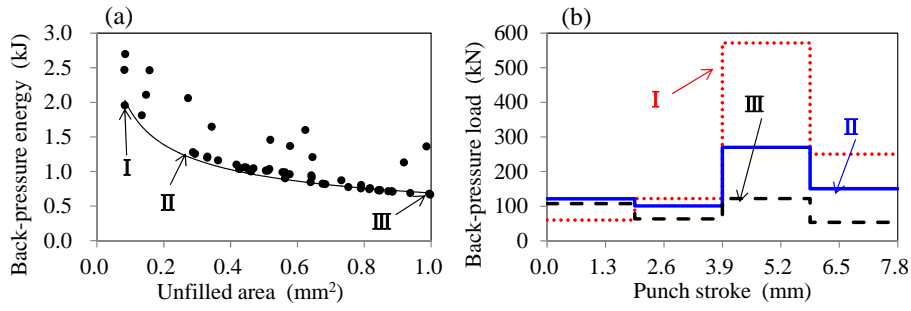 (a)
Back-pressure energy (kJ)
3.0
2.5
2.0
1.5
1.0
0.5
0.0
I
II
III
0.0 0.2 0.4 0.6 0.8 1.0
Unfilled area (mm²)
(b)
Back-pressure load (kN)
600
500
400
300
200
100
0
I
III
II
0.0 1.3 2.6 3.9 5.2 6.5 7.8
Punch stroke (mm)